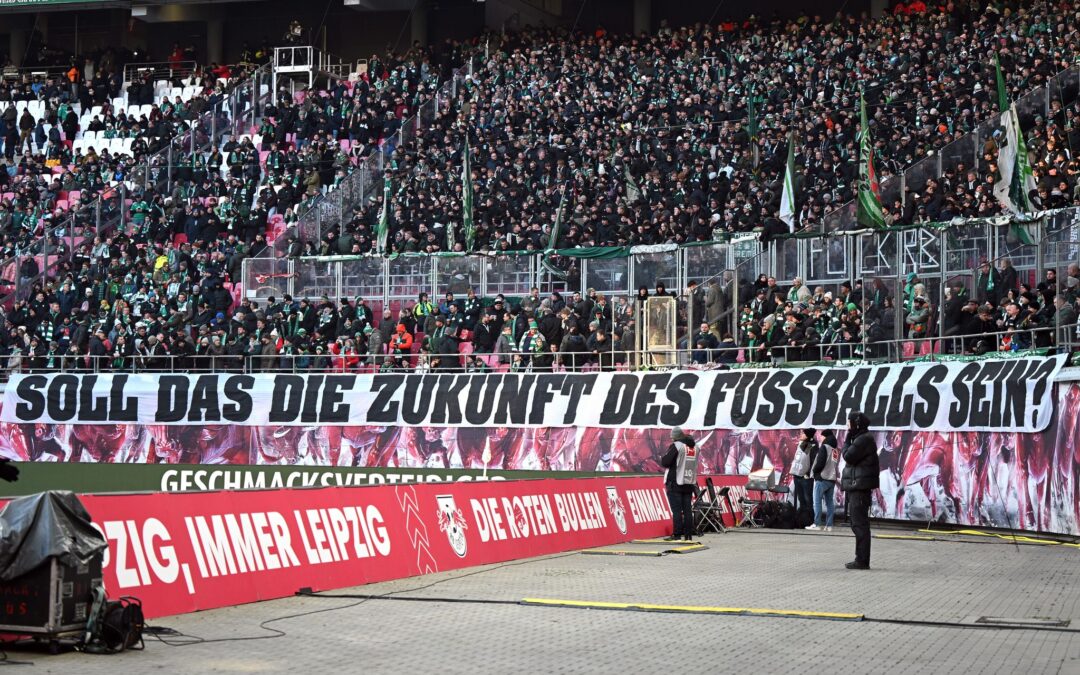 SOLL DAS DIE ZUKUNFT DES FUSSBALLS SEIN?
GESCHMACKSVERTEIDIGER
ZIG, IMMER LEIPZIG DIE ROTEN BULLEN EINMAL